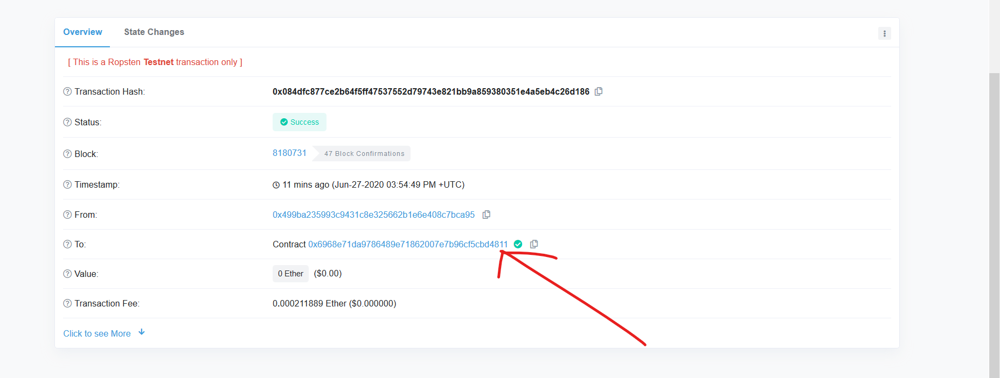 Overview State Changes
[ This is a Ropsten Testnet transaction only ]
Transaction Hash: 0x084dfc877ce2b64f5ff47537552d79743e821bb9a859380351e4a5eb4c26d186
Status: Success
Block: 8180731 47 Block Confirmations
Timestamp: 11 mins ago (Jun-27-2020 03:54:49 PM +UTC)
From: 0x499ba235993c9431c8e325662b1e6e408c7bca95
To: Contract 0x6968e71da9786489e71862007e7b96cf5cbd4811
Value: 0 Ether ($0.00)
Transaction Fee: 0.000211889 Ether ($0.000000)
Click to see More